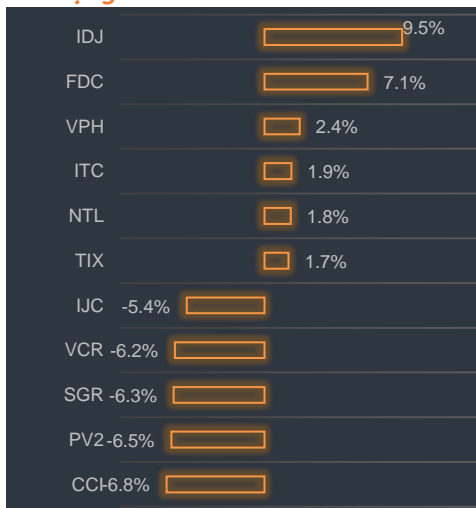 IDJ 9.5%
FDC 7.1%
VPH 2.4%
ITC 1.9%
NTL 1.8%
TIX 1.7%
IJC -5.4%
VCR -6.2%
SGR -6.3%
PV2 -6.5%
CCI -6.8%